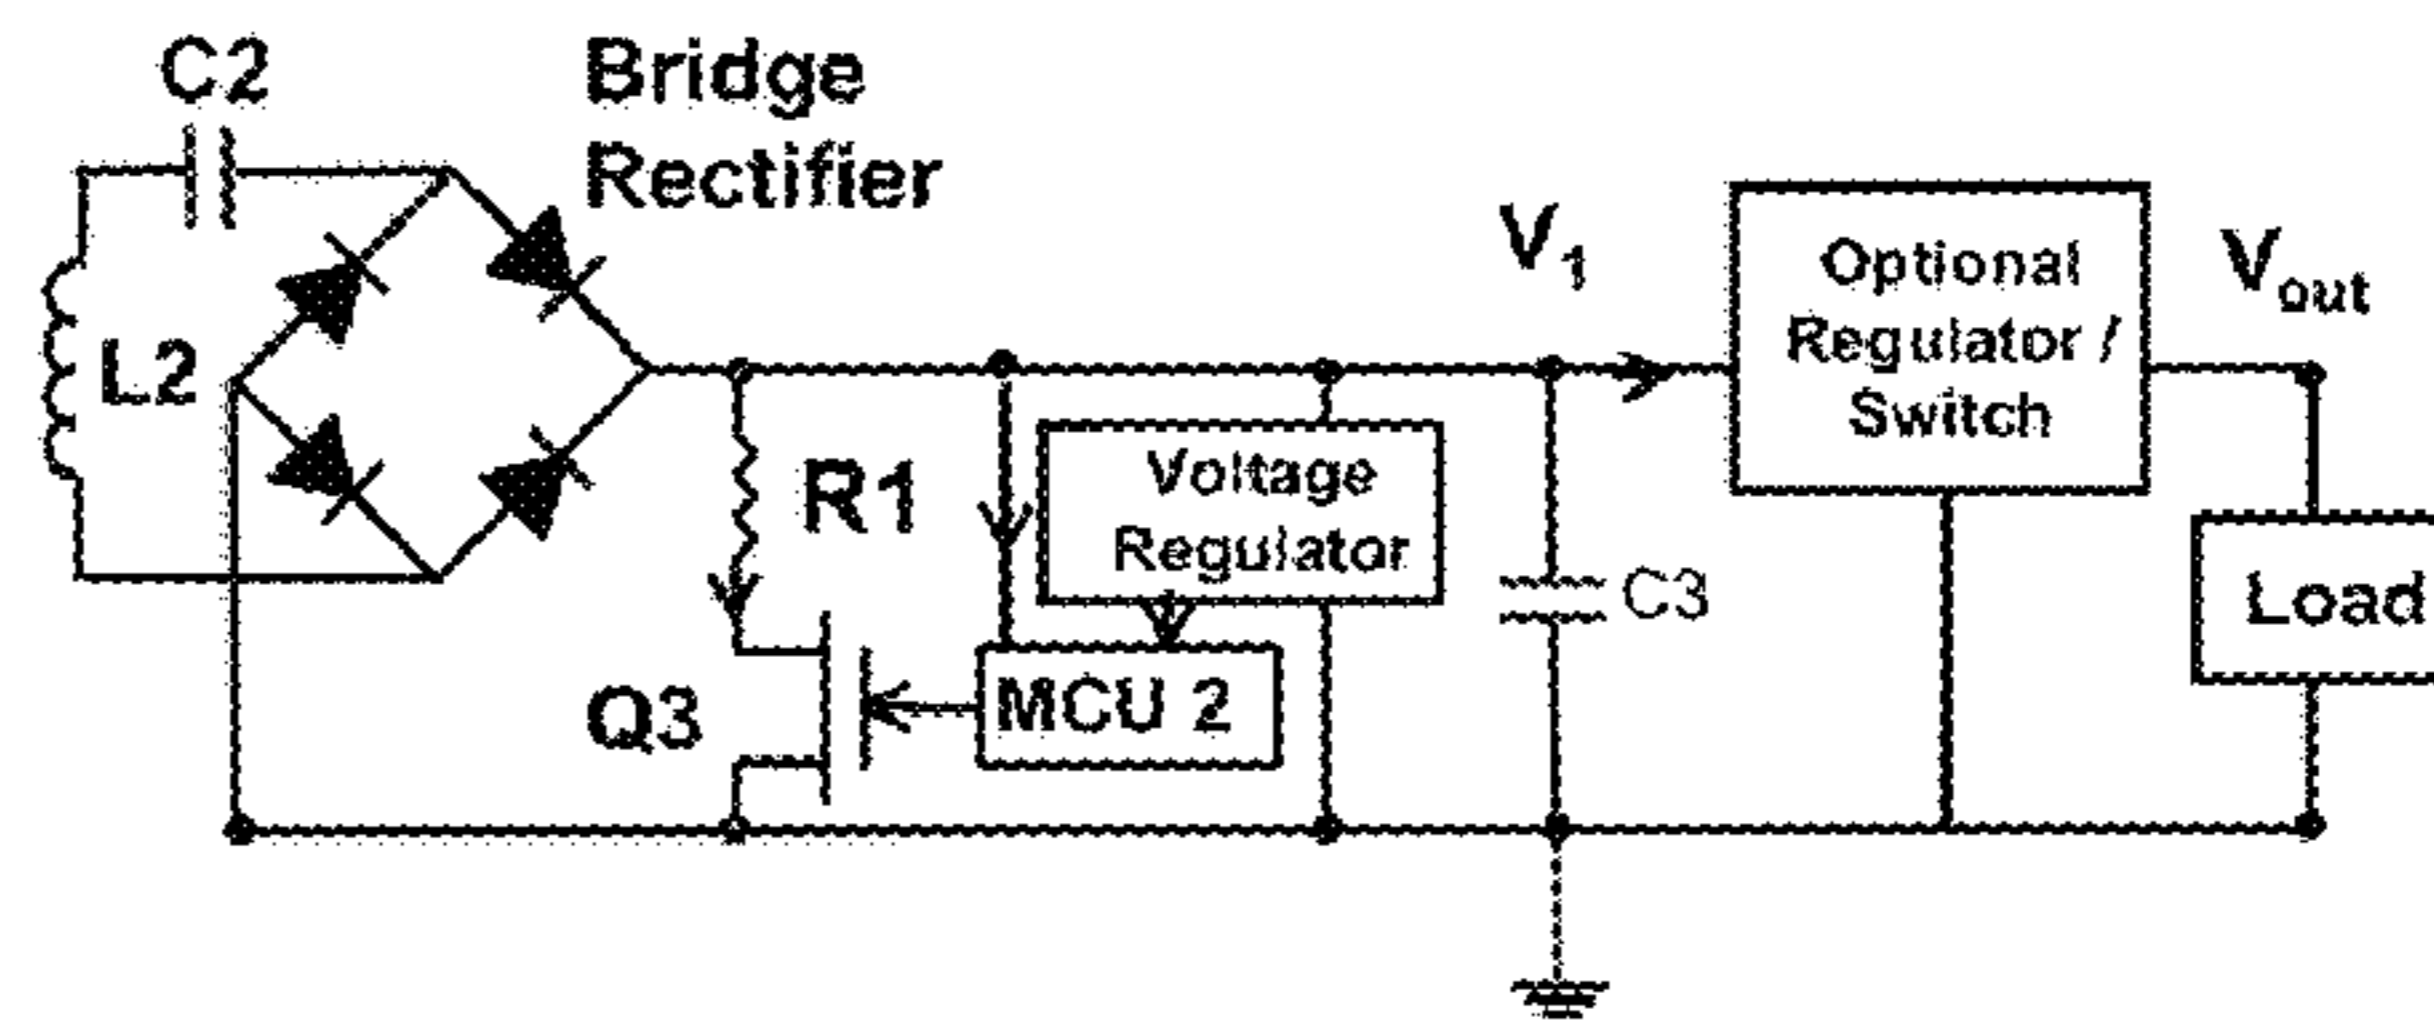 C2
Bridge
Rectifier
L2
R1
Q3
Voltage
Regulator
MCU 2
V1
C3
Optional
Regulator /
Switch
Vout
Load